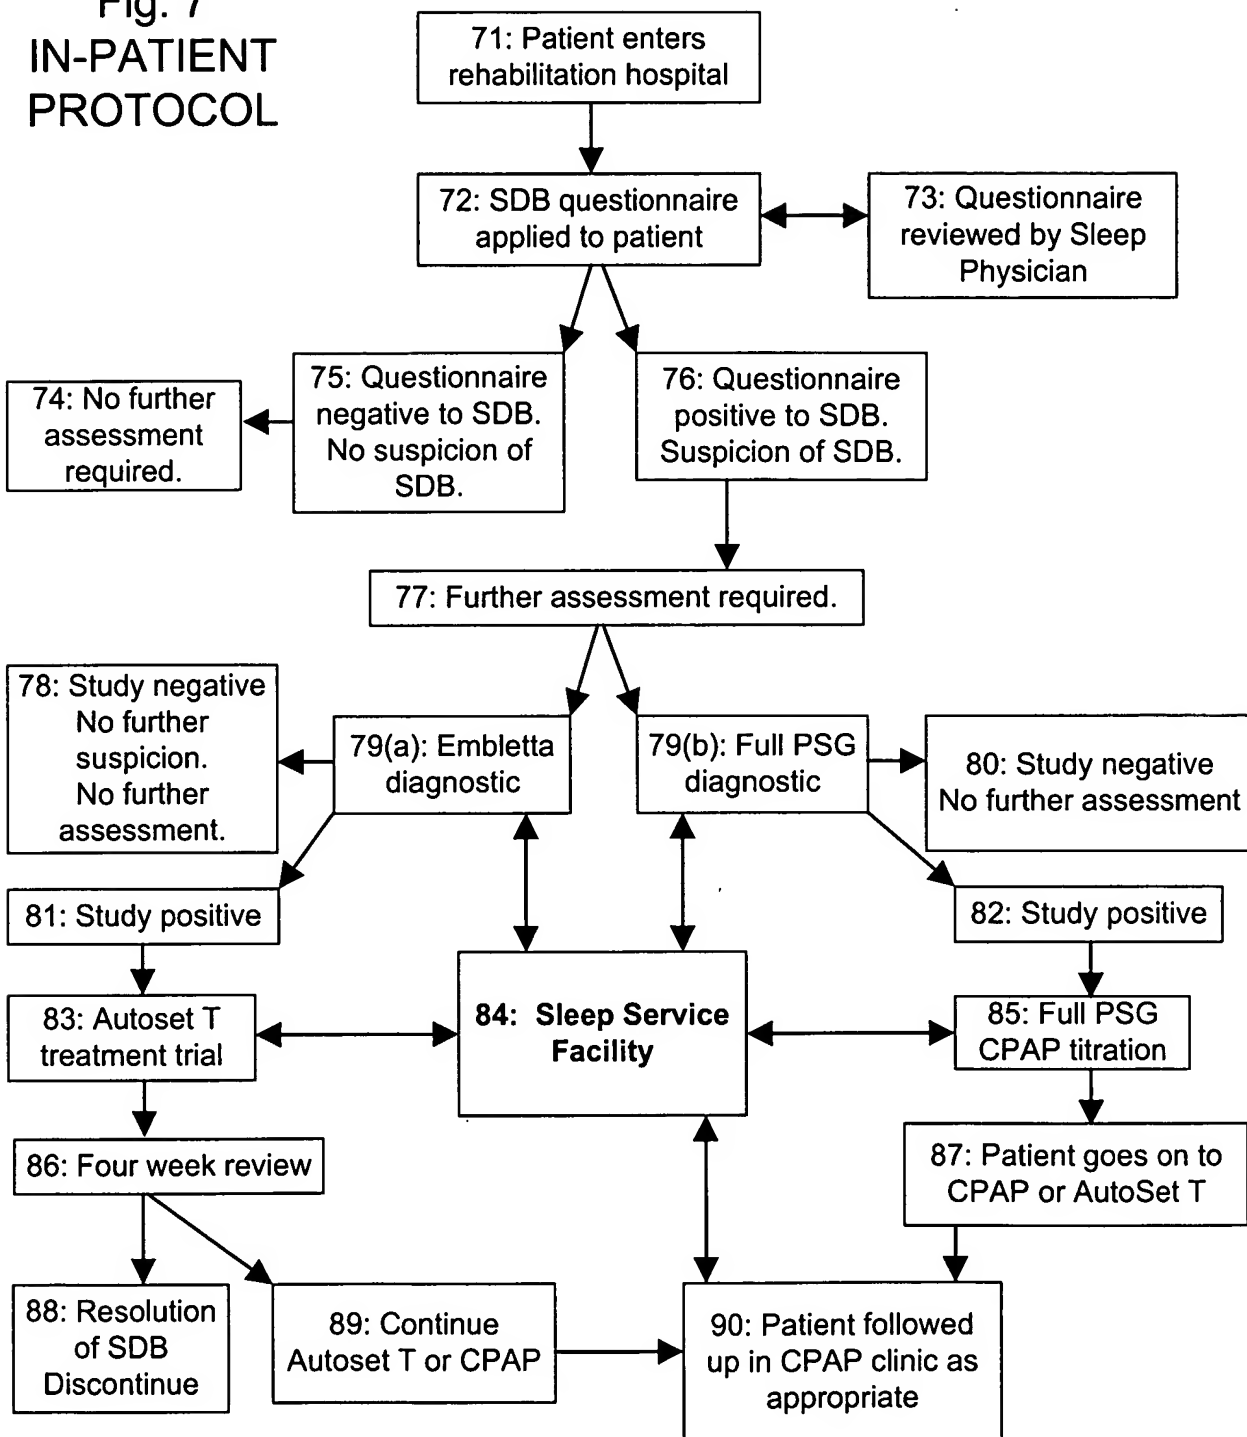 Fig. 7
IN-PATIENT
PROTOCOL
71: Patient enters
rehabilitation hospital
72: SDB questionnaire
applied to patient
73: Questionnaire
reviewed by Sleep
Physician
74: No further
assessment
required.
75: Questionnaire
negative to SDB.
No suspicion of
SDB.
76: Questionnaire
positive to SDB.
Suspicion of SDB.
77: Further assessment required.
78: Study negative
No further
suspicion.
No further
assessment.
79(a): Embletta
diagnostic
79(b): Full PSG
diagnostic
80: Study negative
No further assessment
81: Study positive
82: Study positive
83: Autoset T
treatment trial
84: Sleep Service
Facility
85: Full PSG
CPAP titration
86: Four week review
87: Patient goes on to
CPAP or AutoSet T
88: Resolution
of SDB
Discontinue
89: Continue
Autoset T or CPAP
90: Patient followed
up in CPAP clinic as
appropriate